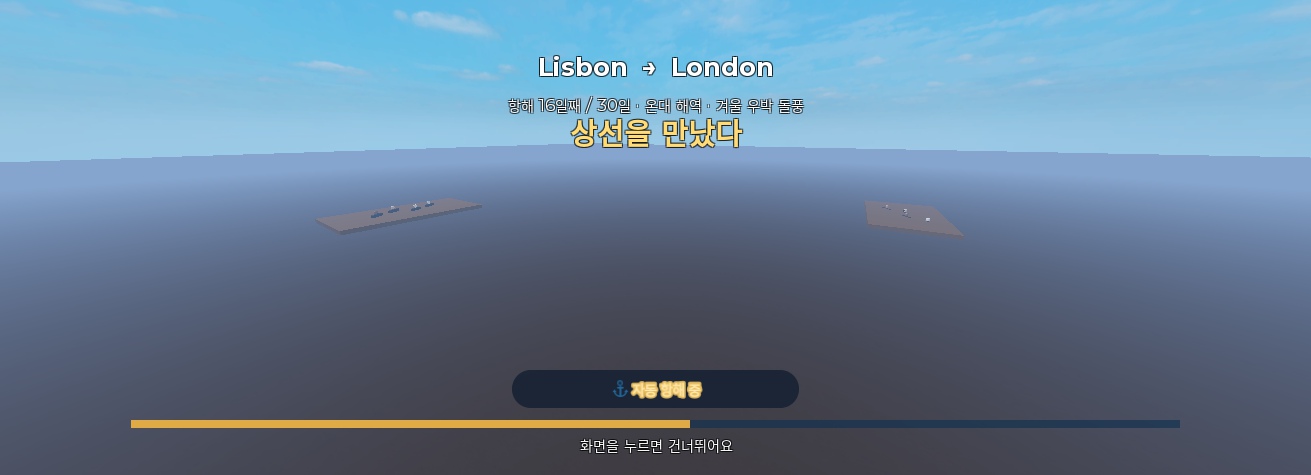 Lisbon → London
항해 16일째 / 30일 · 온대 해역 · 겨울 우박 돌풍
상선을 만났다
자동 항해 중
화면을 누르면 건너뛰어요